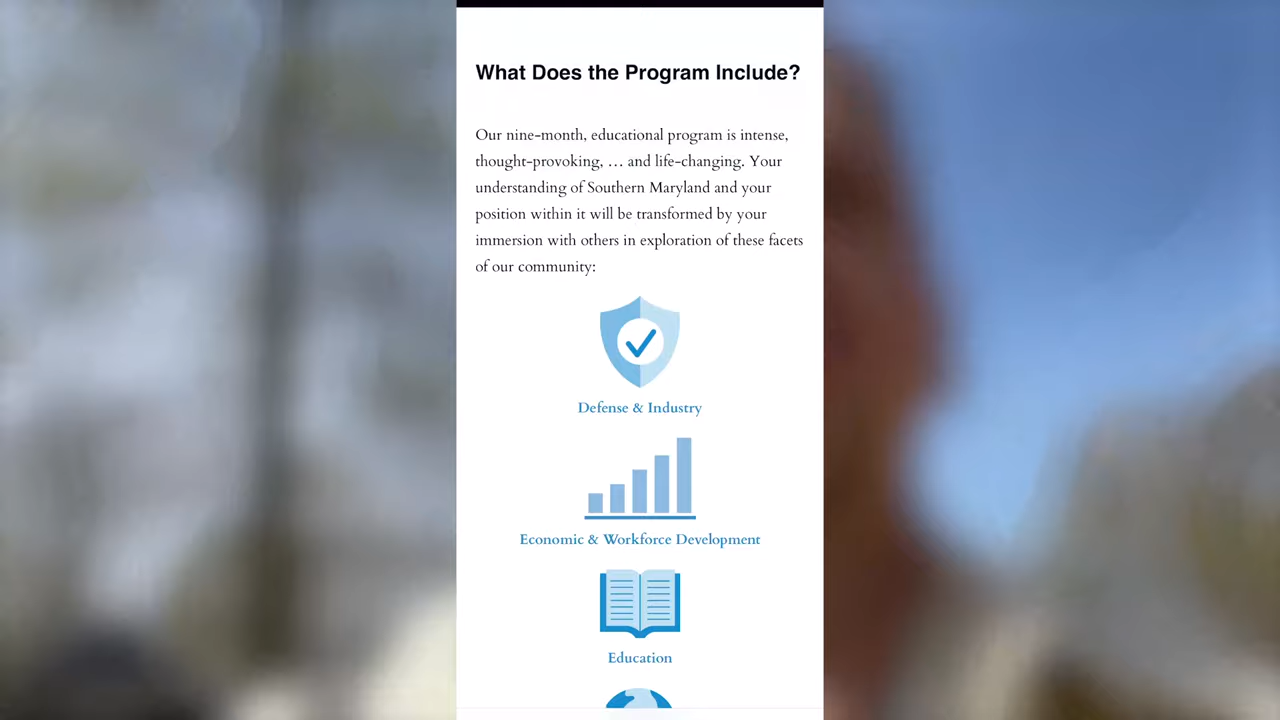 What Does the Program Include?
Our nine-month, educational program is intense,
thought-provoking, … and life-changing. Your
understanding of Southern Maryland and your
position within it will be transformed by your
immersion with others in exploration of these facets
of our community:
Defense & Industry
Economic & Workforce Development
Education